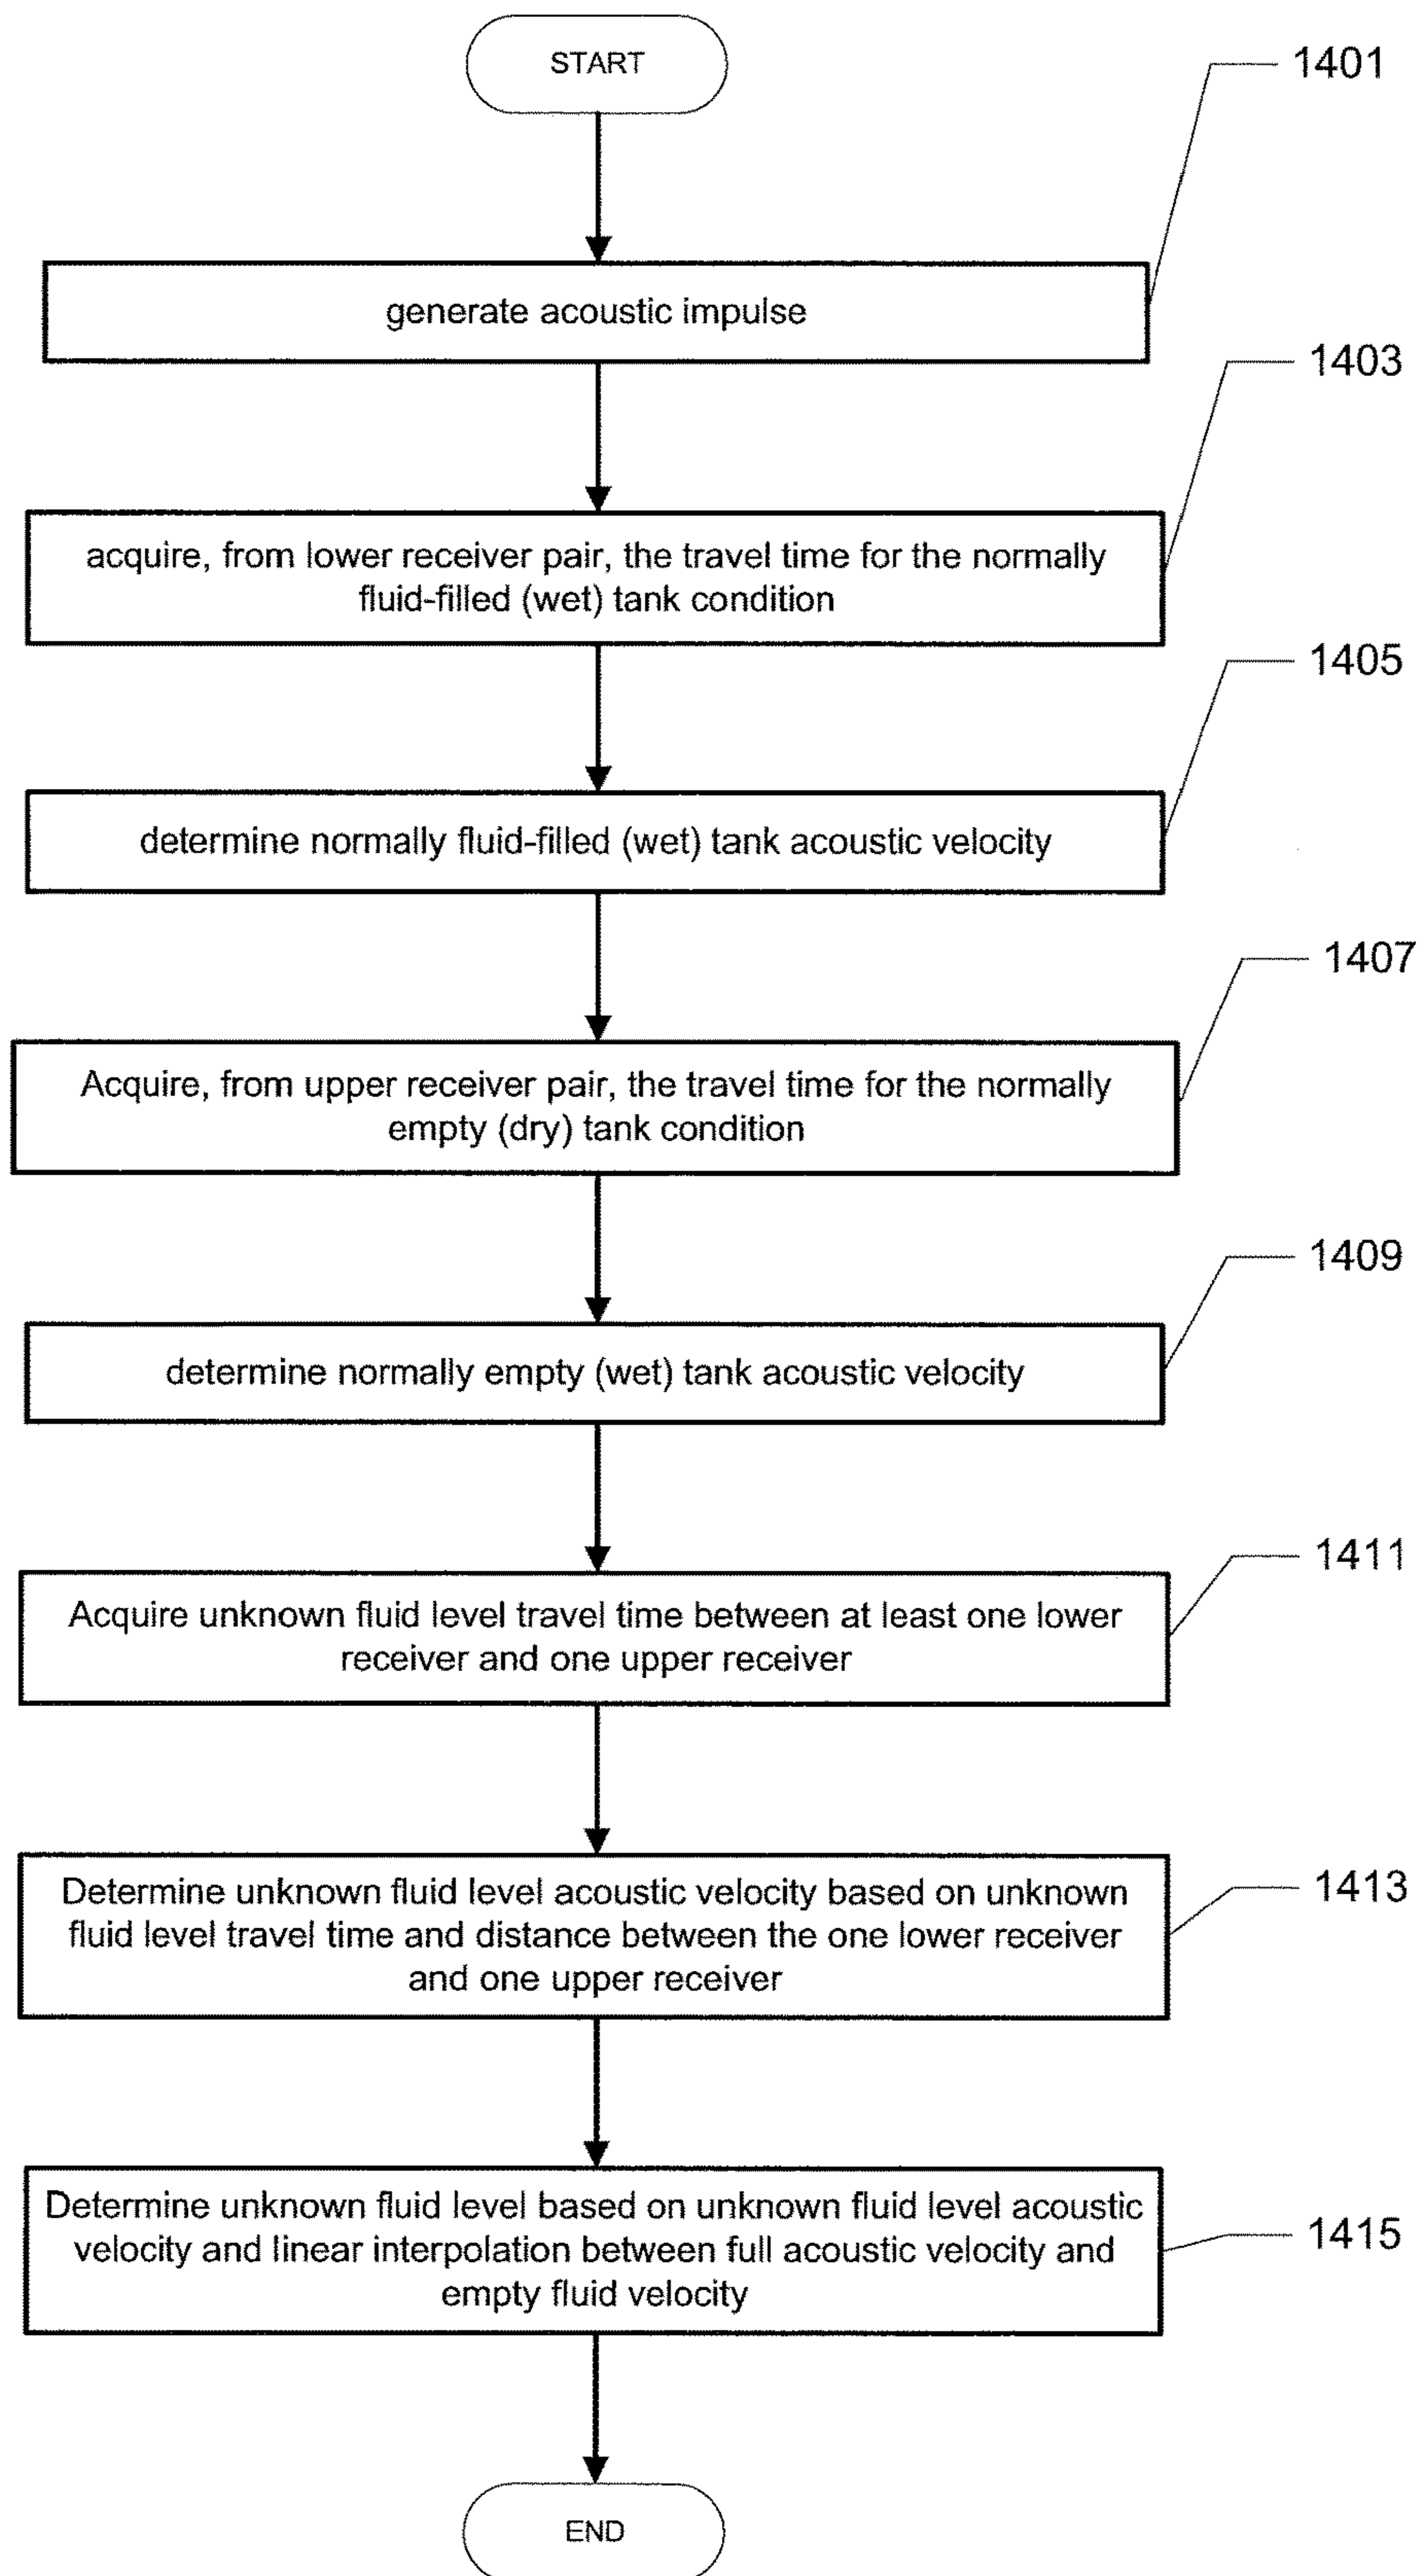 START
1401
generate acoustic impulse
1403
acquire, from lower receiver pair, the travel time for the normally
fluid-filled (wet) tank condition
1405
determine normally fluid-filled (wet) tank acoustic velocity
1407
Acquire, from upper receiver pair, the travel time for the normally
empty (dry) tank condition
1409
determine normally empty (wet) tank acoustic velocity
1411
Acquire unknown fluid level travel time between at least one lower
receiver and one upper receiver
1413
Determine unknown fluid level acoustic velocity based on unknown
fluid level travel time and distance between the one lower receiver
and one upper receiver
1415
Determine unknown fluid level based on unknown fluid level acoustic
velocity and linear interpolation between full acoustic velocity and
empty fluid velocity
END